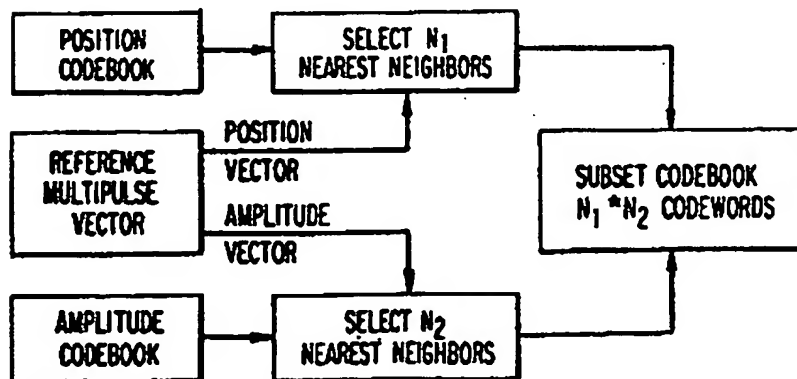 POSITION
CODEBOOK
SELECT N1
NEAREST NEIGHBORS
REFERENCE
MULTIPULSE
VECTOR
POSITION
VECTOR
AMPLITUDE
VECTOR
SUBSET CODEBOOK
N1 *N2 CODEWORDS
AMPLITUDE
CODEBOOK
SELECT N2
NEAREST NEIGHBORS